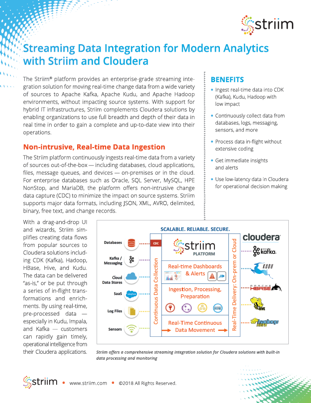 striim
Streaming Data Integration for Modern Analytics
with Striim and Cloudera
The Striim® platform provides an enterprise-grade streaming inte-
gration solution for moving real-time change data from a wide variety
of sources to Apache Kafka, Apache Kudu, and Apache Hadoop
environments, without impacting source systems. With support for
hybrid IT infrastructures, Striim complements Cloudera solutions by
enabling organizations to use full breadth and depth of their data in
real time in order to gain a complete and up-to-date view into their
operations.
Non-intrusive, Real-time Data Ingestion
The Striim platform continuously ingests real-time data from a variety
of sources out-of-the-box — including databases, cloud applications,
files, message queues, and devices — on-premises or in the cloud.
For enterprise databases such as Oracle, SQL Server, MySQL, HPE
NonStop, and MariaDB, the platform offers non-intrusive change
data capture (CDC) to minimize the impact on source systems. Striim
supports major data formats, including JSON, XML, AVRO, delimited,
binary, free text, and change records.
With a drag-and-drop UI
and wizards, Striim sim-
plifies creating data flows
from popular sources to
Cloudera solutions includ-
ing CDK (Kafka), Hadoop,
HBase, Hive, and Kudu.
The data can be delivered
"as-is," or be put through
a series of in-flight trans-
formations and enrich-
ments. By using real-time,
pre-processed data —
especially in Kudu, Impala,
and Kafka — customers
can rapidly gain timely,
operational intelligence from
their Cloudera applications.
BENEFITS
• Ingest real-time data into CDK
(Kafka), Kudu, Hadoop with
low impact
• Continuously collect data from
databases, logs, messaging,
sensors, and more
• Process data in-flight without
extensive coding
• Get immediate insights
and alerts
• Use low-latency data in Cloudera
for operational decision making
SCALABLE. RELIABLE. SECURE.
Databases
Kafka /
Messaging
Cloud
Data Stores
SaaS
Log Files
Sensors
Continuous Data Collection
striim
PLATFORM
Real-time Dashboards
& Alerts
Ingestion, Processing,
Preparation
Real-Time Continuous
Data Movement
Real-Time Delivery: On-prem or Cloud
cloudera
kafka
Striim offers a comprehensive streaming integration solution for Cloudera solutions with built-in
data processing and monitoring
striim • www.striim.com • ©2018 All Rights Reserved.